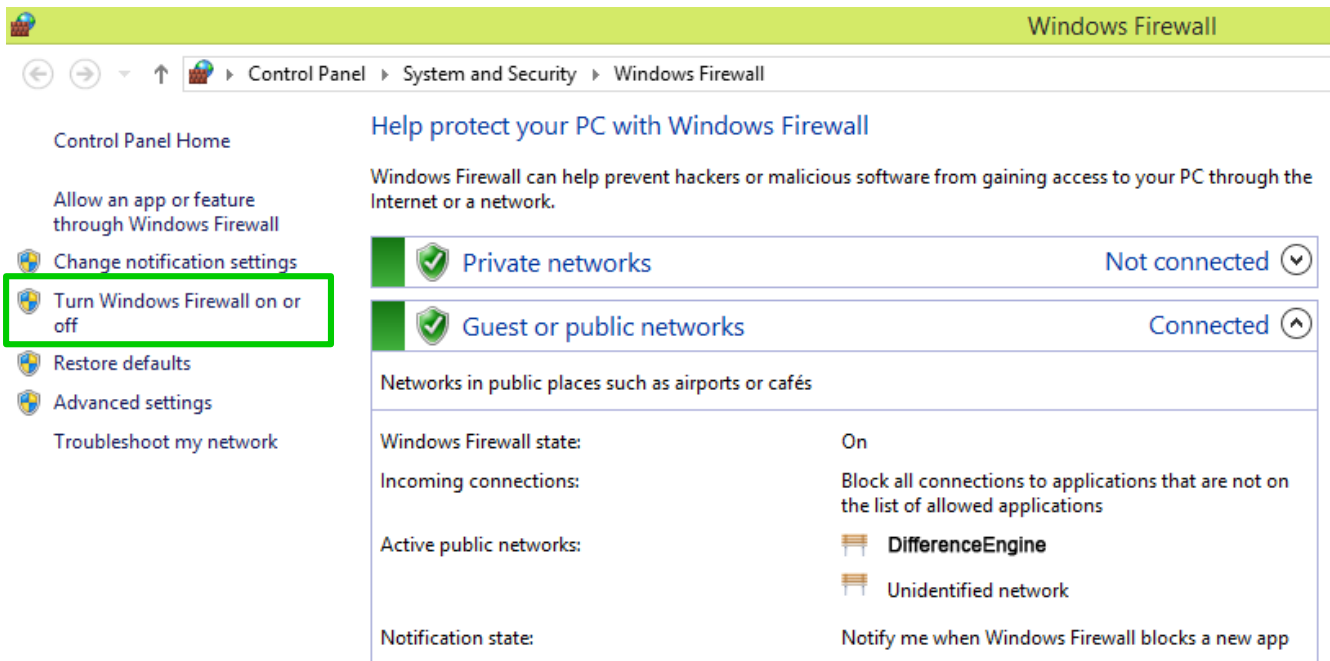 Windows Firewall
Control Panel System and Security Windows Firewall
Control Panel Home
Allow an app or feature
through Windows Firewall
Change notification settings
Turn Windows Firewall on or
off
Restore defaults
Advanced settings
Troubleshoot my network
Help protect your PC with Windows Firewall
Windows Firewall can help prevent hackers or malicious software from gaining access to your PC through the
Internet or a network.
Private networks Not connected
Guest or public networks Connected
Networks in public places such as airports or cafés
Windows Firewall state: On
Incoming connections: Block all connections to applications that are not on
the list of allowed applications
Active public networks: DifferenceEngine
Unidentified network
Notification state: Notify me when Windows Firewall blocks a new app